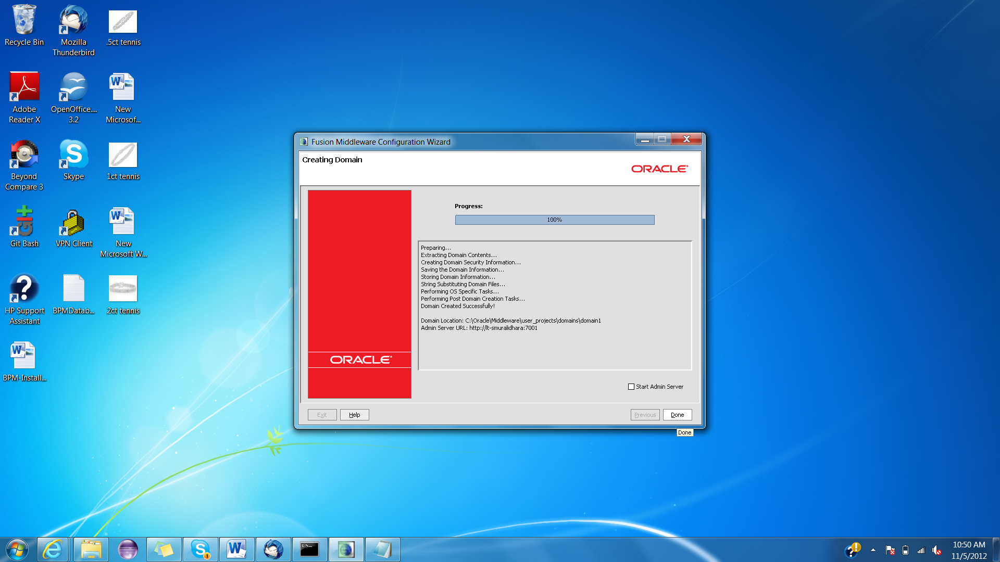 Recycle Bin
Mozilla
Thunderbird
.5ct tennis
Adobe
Reader X
OpenOffice....
3.2
New
Microsof...
Beyond
Compare 3
Skype
1ct tennis
Git Bash
VPN Client
New
Microsoft W...
HP Support
Assistant
BPMDatab...
2ct tennis
BPM-Install...
Fusion Middleware Configuration Wizard
Creating Domain
ORACLE
Progress:
100%
Preparing...
Extracting Domain Contents...
Creating Domain Security Information...
Saving the Domain Information...
Storing Domain Information...
String Substituting Domain Files...
Performing OS Specific Tasks...
Performing Post Domain Creation Tasks...
Domain Created Successfully!
Domain Location: C:\Oracle\Middleware\user_projects\domains\domain1
Admin Server URL: http://lt-smuralidhara:7001
ORACLE
Start Admin Server
Exit
Help
Previous
Done
Done
1
10:50 AM
11/5/2012